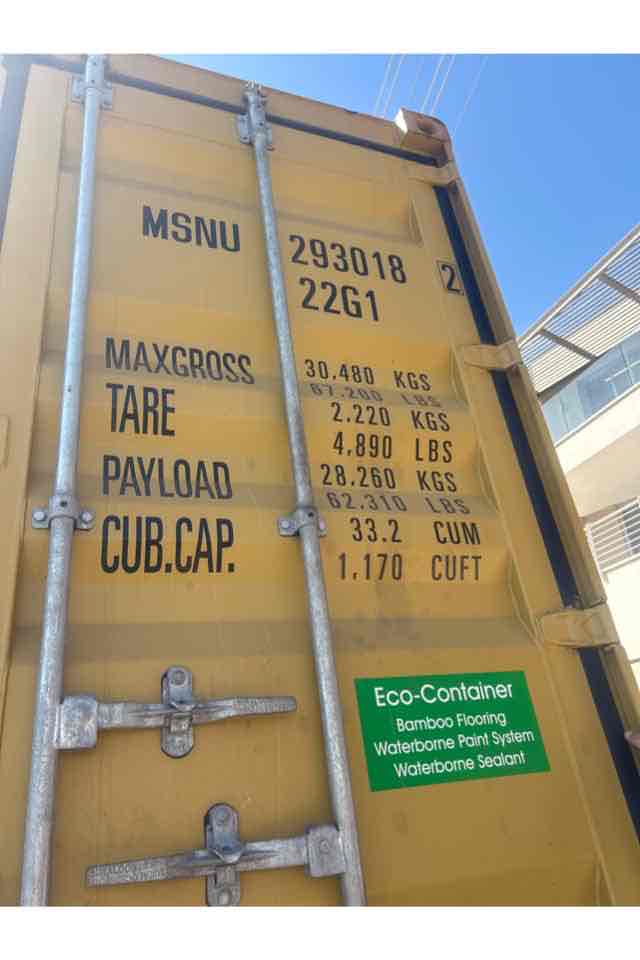 MSNU 293018 2
22G1
MAXGROSS 30.480 KGS
67.200 LBS
TARE 2.220 KGS
4,890 LBS
PAYLOAD 28.260 KGS
62.310 LBS
CUB.CAP. 33.2 CUM
1,170 CUFT
Eco-Container
Bamboo Flooring
Waterborne Paint System
Waterborne Sealant